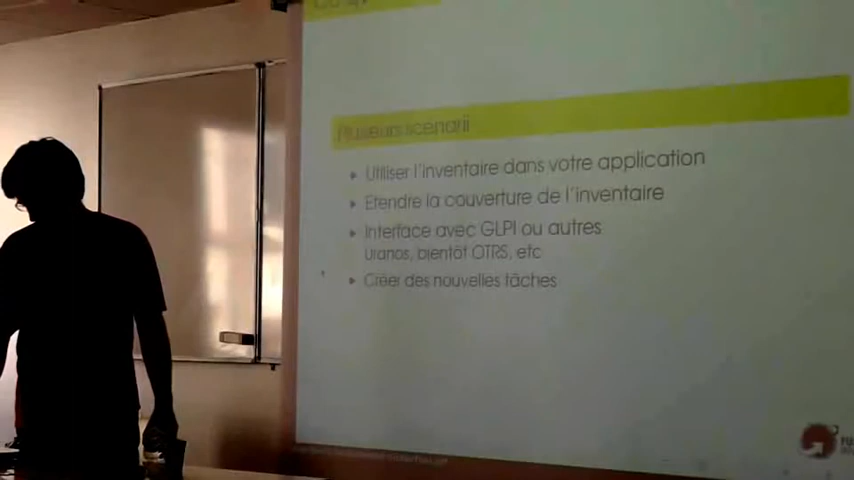 Plusieurs scenarii
Utiliser l'inventaire dans votre application
Etendre la couverture de l'inventaire
Interface avec GLPI ou autres
Uranos, bientôt OTRS, etc
Créer des nouvelles tâches